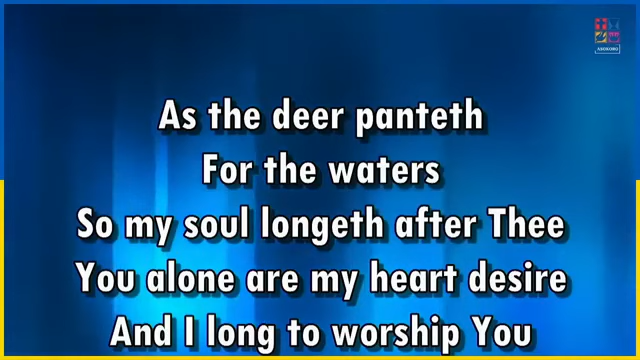 ASOKORO
As the deer panteth
For the waters
So my soul longeth after Thee
You alone are my heart desire
And I long to worship You